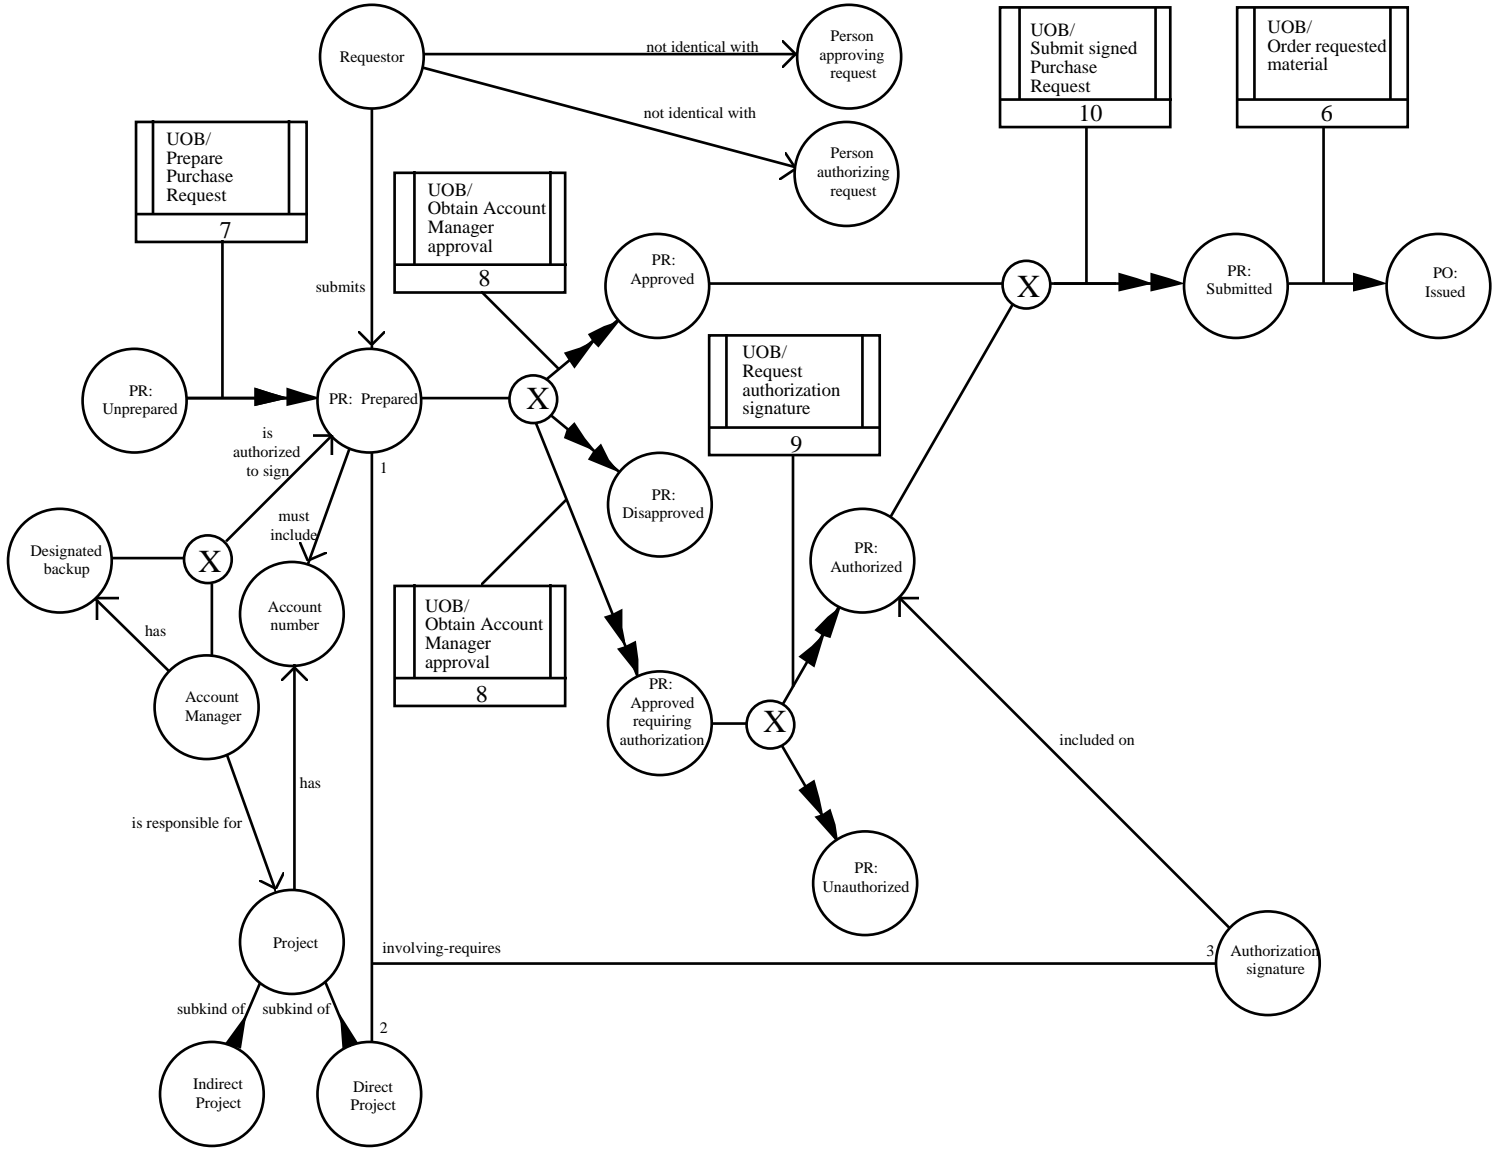 Requestor
not identical with
Person
approving
request
not identical with
Person
authorizing
request
UOB/
Submit signed
Purchase
Request
10
UOB/
Order requested
material
6
UOB/
Prepare
Purchase
Request
7
UOB/
Obtain Account
Manager
approval
8
submits
PR:
Approved
X
PR:
Submitted
PO:
Issued
PR:
Unprepared
PR: Prepared
X
UOB/
Request
authorization
signature
9
is
authorized
to sign
1
PR:
Disapproved
must
include
Designated
backup
X
Account
number
PR:
Authorized
has
UOB/
Obtain Account
Manager
approval
8
Account
Manager
PR:
Approved
requiring
authorization
X
included on
has
is responsible for
PR:
Unauthorized
Project
involving-requires
3
Authorization
signature
subkind of
subkind of
2
Indirect
Project
Direct
Project